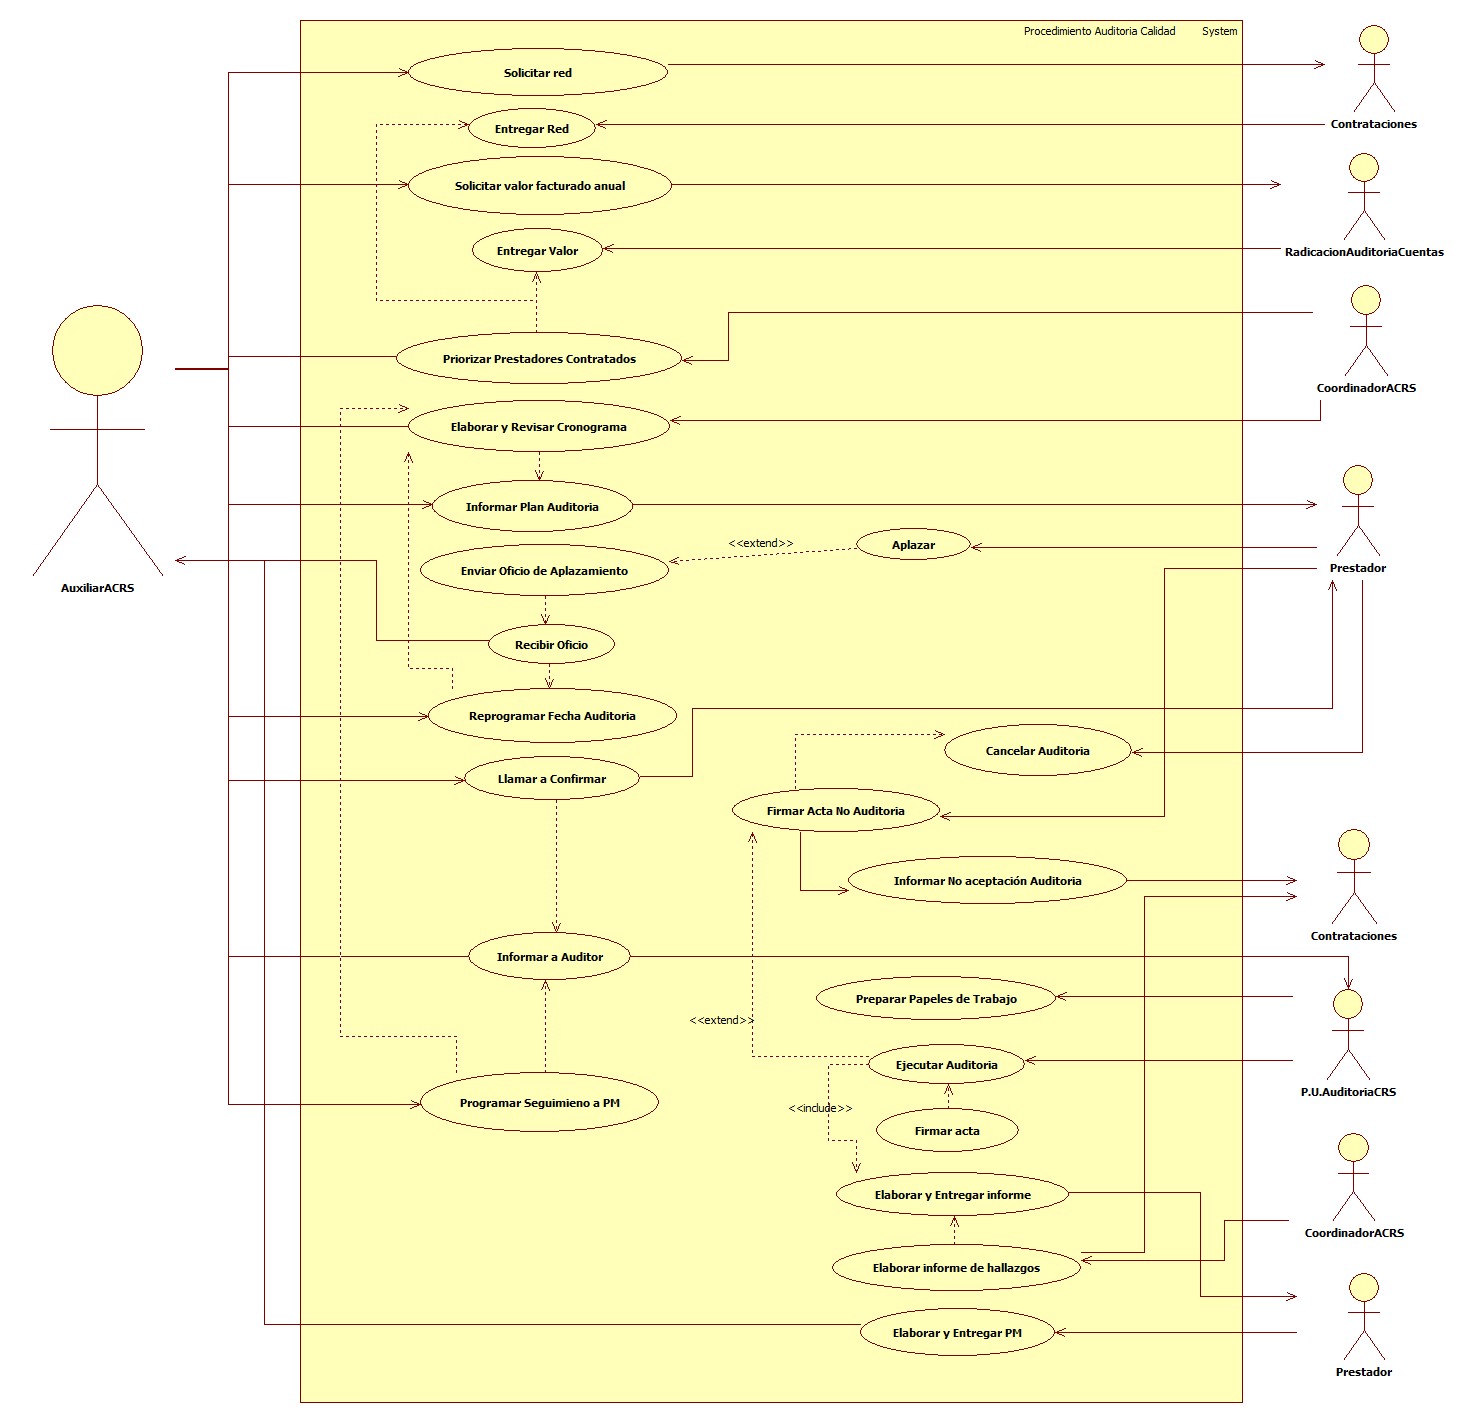 Procedimiento Auditoria Calidad System
Solicitar red
Contrataciones
Entregar Red
Solicitar valor facturado anual
Entregar Valor
RadicacionAuditoriaCuentas
Priorizar Prestadores Contratados
CoordinadorACRS
Elaborar y Revisar Cronograma
Informar Plan Auditoria
<<extend>>
Aplazar
Enviar Oficio de Aplazamiento
Prestador
AuxiliarACRS
Recibir Oficio
Reprogramar Fecha Auditoria
Cancelar Auditoria
Llamar a Confirmar
Firmar Acta No Auditoria
Informar No aceptación Auditoria
Contrataciones
Informar a Auditor
Preparar Papeles de Trabajo
<<extend>>
Ejecutar Auditoria
P.U.AuditoriaCRS
Programar Seguimieno a PM
<<include>>
Firmar acta
Elaborar y Entregar informe
CoordinadorACRS
Elaborar informe de hallazgos
Elaborar y Entregar PM
Prestador